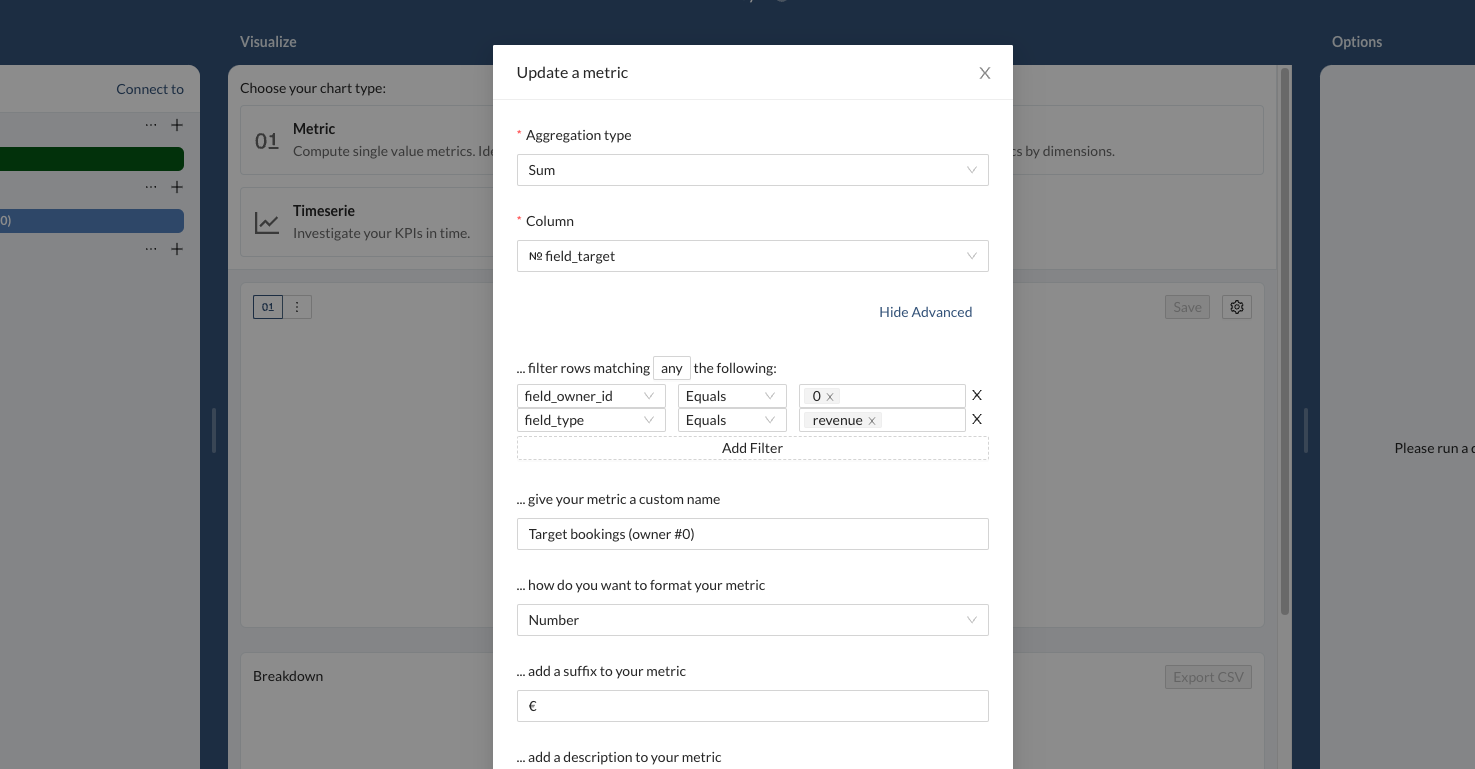 Visualize
Options
Update a metric
Connect to
Choose your chart type:
01 Metric
Compute single value metrics. Ide
cs by dimensions.
* Aggregation type
Sum
Timeserie
Investigate your KPIs in time.
* Column
№ field_target
0)
01
Save
Hide Advanced
... filter rows matching any the following:
field_owner_id Equals 0 x X
field_type Equals revenue x X
Add Filter
Please run a
... give your metric a custom name
Target bookings (owner #0)
... how do you want to format your metric
Number
... add a suffix to your metric
€
Breakdown
Export CSV
... add a description to your metric